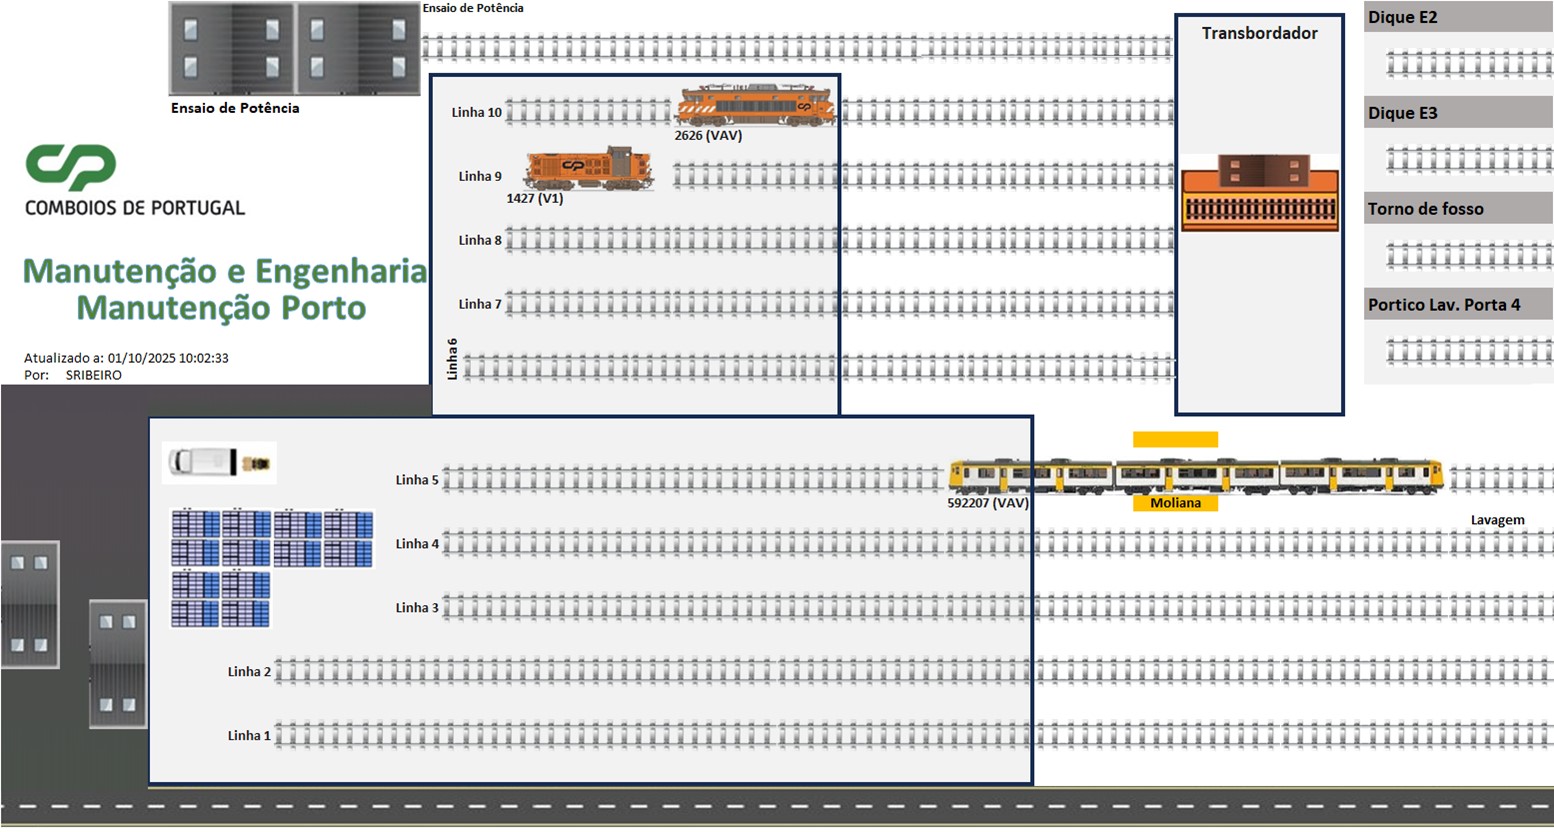 Ensaio de Potência
Transbordador
Dique E2
Ensaio de Potência
Linha 10
2626 (VAV)
Dique E3
CP
COMBOIOS DE PORTUGAL
Linha 9
1427 (V1)
Torno de fosso
Linha 8
Manutenção e Engenharia
Manutenção Porto
Linha 7
Portico Lav. Porta 4
Linha6
Atualizado a: 01/10/2025 10:02:33
Por: SRIBEIRO
Linha 5
592207 (VAV)
Moliana
Lavagem
Linha 4
Linha 3
Linha 2
Linha 1